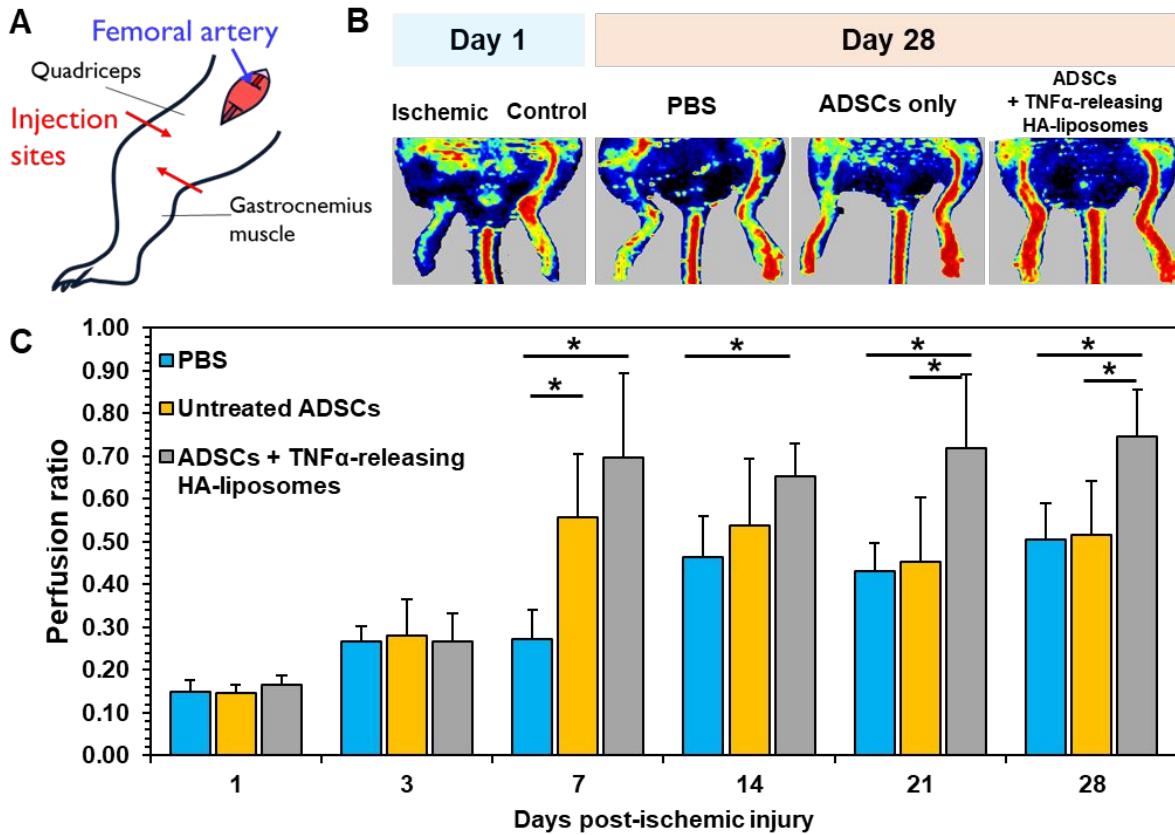 A
Femoral artery
Quadriceps
Injection
sites
Gastrocnemius
muscle
B
Day 1
Day 28
Ischemic
Control
PBS
ADSCs only
ADSCs
+ TNFα-releasing
HA-liposomes
C
1.00
0.90
0.80
0.70
0.60
0.50
0.40
0.30
0.20
0.10
0.00
Perfusion ratio
PBS
Untreated ADSCs
ADSCs + TNFα-releasing
HA-liposomes
*
*
*
*
*
*
*
1 3 7 14 21 28
Days post-ischemic injury